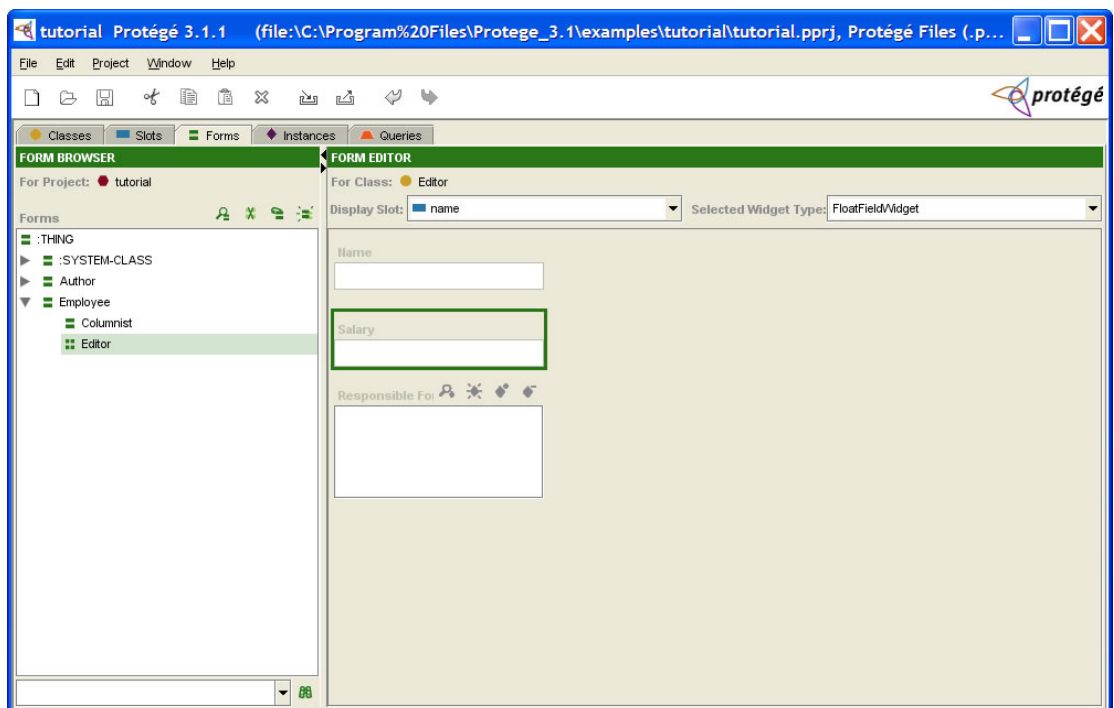 tutorial Protégé 3.1.1 (file:\C:\Program%20Files\Protege_3.1\examples\tutorial\tutorial.pprj, Protégé Files (.p...
File Edit Project Window Help
protégé
Classes Slots Forms Instances Queries
FORM BROWSER
FORM EDITOR
For Project: tutorial
For Class: Editor
Forms
Display Slot: name Selected Widget Type: FloatFieldWidget
:THING
:SYSTEM-CLASS
Author
Employee
Columnist
Editor
Name
Salary
Responsible For